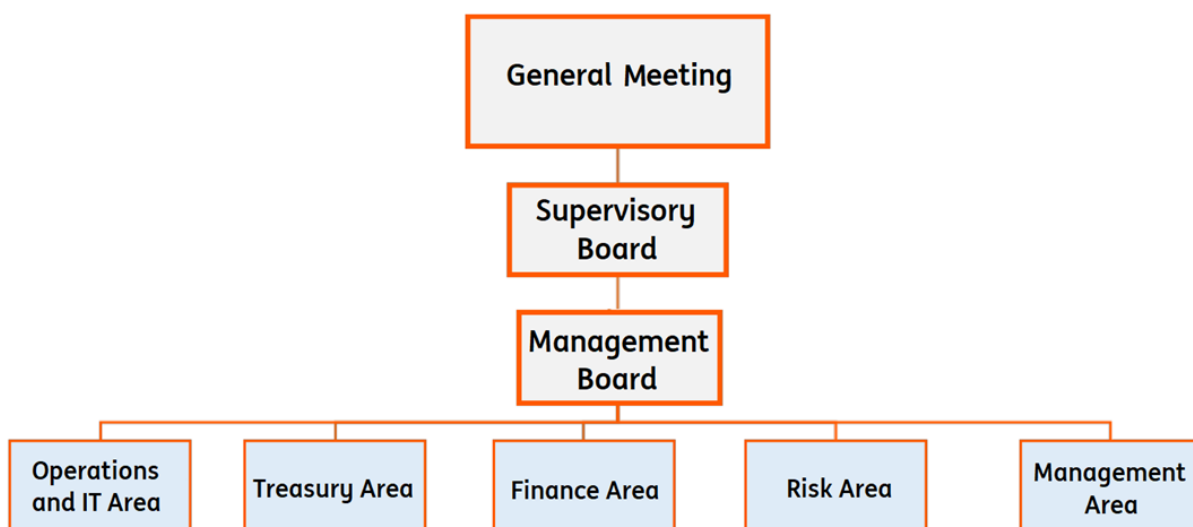 General Meeting
Supervisory
Board
Management
Board
Operations
and IT Area
Treasury Area
Finance Area
Risk Area
Management
Area